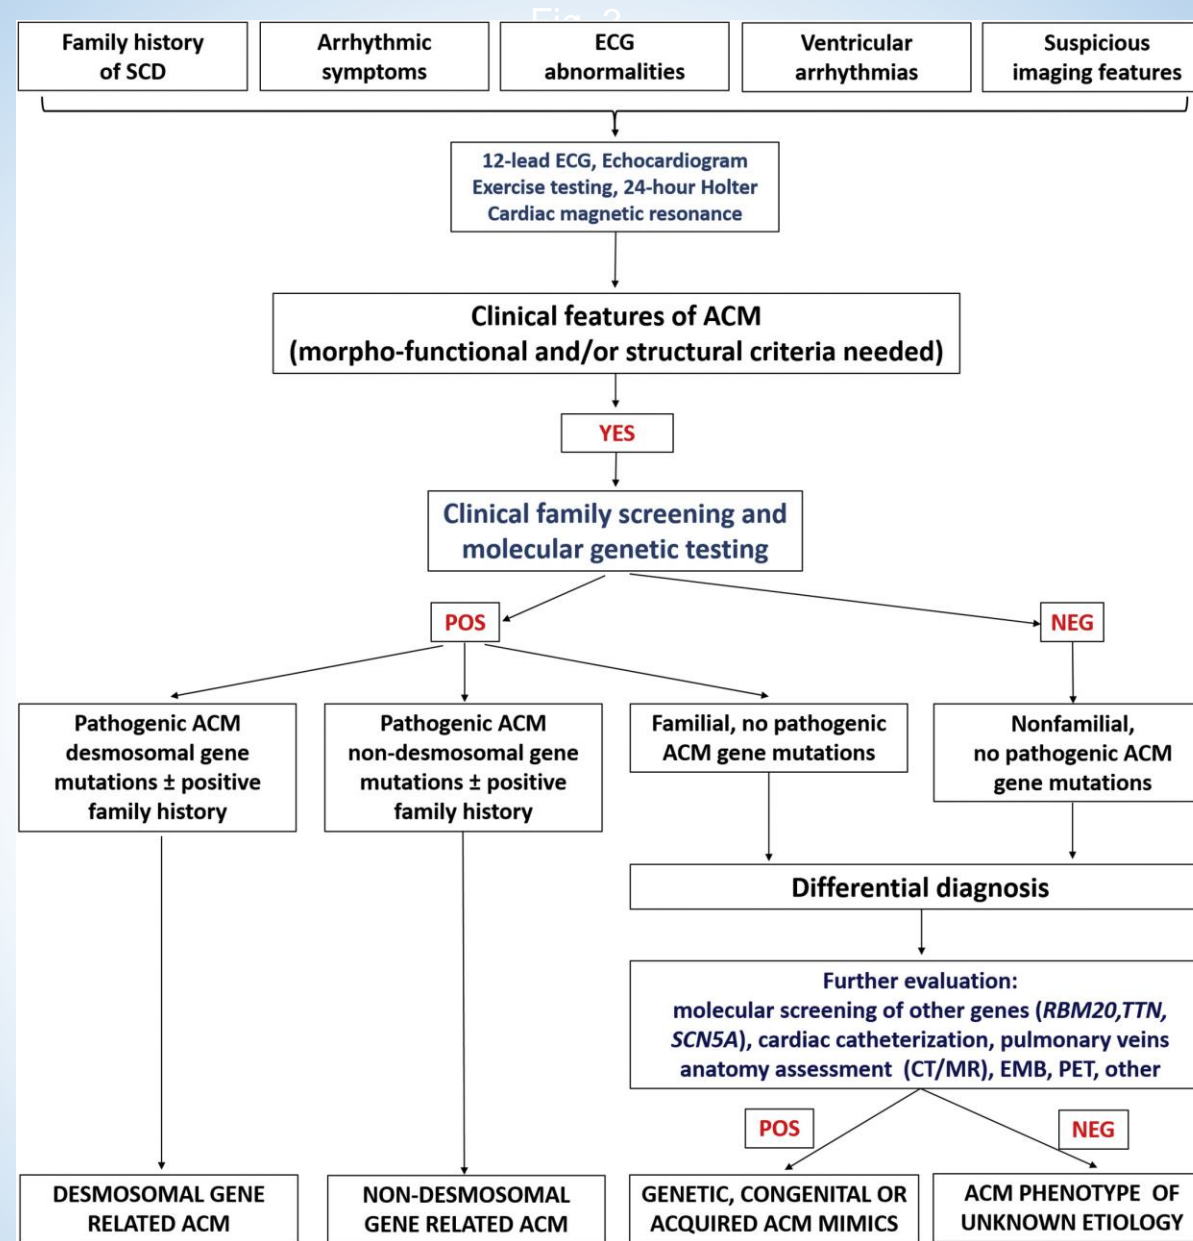 Fig. 3
Family history
of SCD
Arrhythmic
symptoms
ECG
abnormalities
Ventricular
arrhythmias
Suspicious
imaging features
12-lead ECG, Echocardiogram
Exercise testing, 24-hour Holter
Cardiac magnetic resonance
Clinical features of ACM
(morpho-functional and/or structural criteria needed)
YES
Clinical family screening and
molecular genetic testing
POS
NEG
Pathogenic ACM
desmosomal gene
mutations ± positive
family history
Pathogenic ACM
non-desmosomal gene
mutations ± positive
family history
Familial, no pathogenic
ACM gene mutations
Nonfamilial,
no pathogenic ACM
gene mutations
Differential diagnosis
Further evaluation:
molecular screening of other genes (RBM20,TTN,
SCN5A), cardiac catheterization, pulmonary veins
anatomy assessment (CT/MR), EMB, PET, other
POS
NEG
DESMOSOMAL GENE
RELATED ACM
NON-DESMOSOMAL
GENE RELATED ACM
GENETIC, CONGENITAL OR
ACQUIRED ACM MIMICS
ACM PHENOTYPE OF
UNKNOWN ETIOLOGY